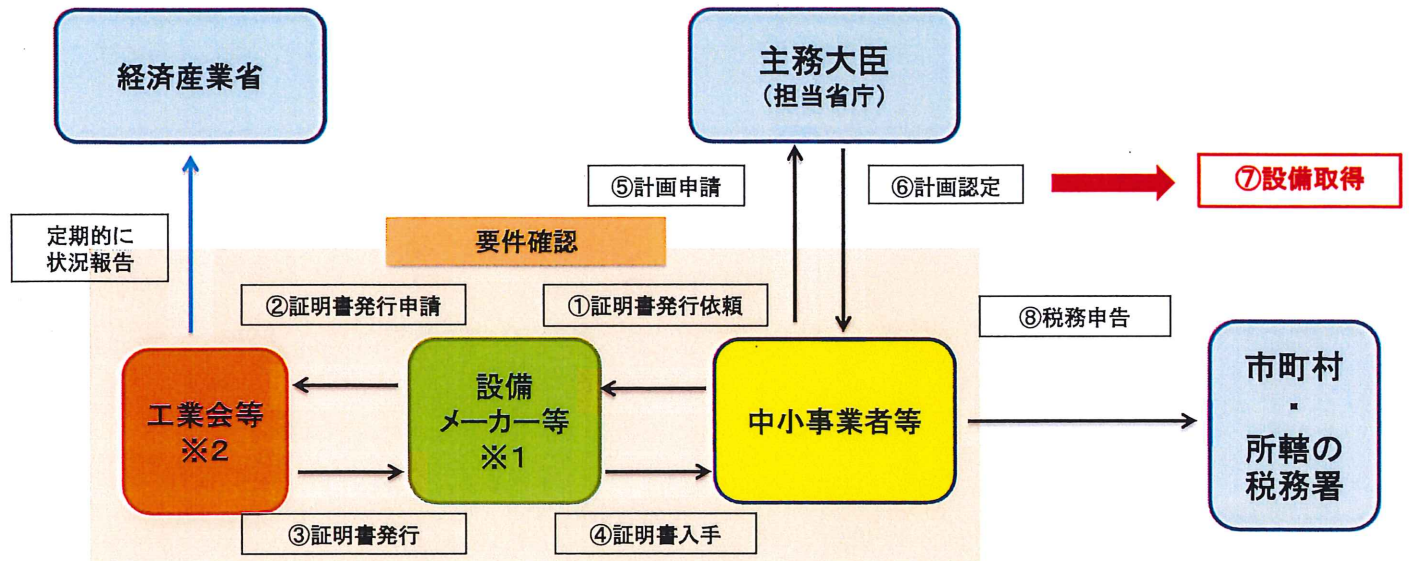 経済産業省
主務大臣
（担当省庁）
⑤計画申請
⑥計画認定
⑦設備取得
定期的に
状況報告
要件確認
②証明書発行申請
①証明書発行依頼
⑧税務申告
工業会等
※2
設備
メーカー等
※1
中小事業者等
市町村
・
所轄の
税務署
③証明書発行
④証明書入手